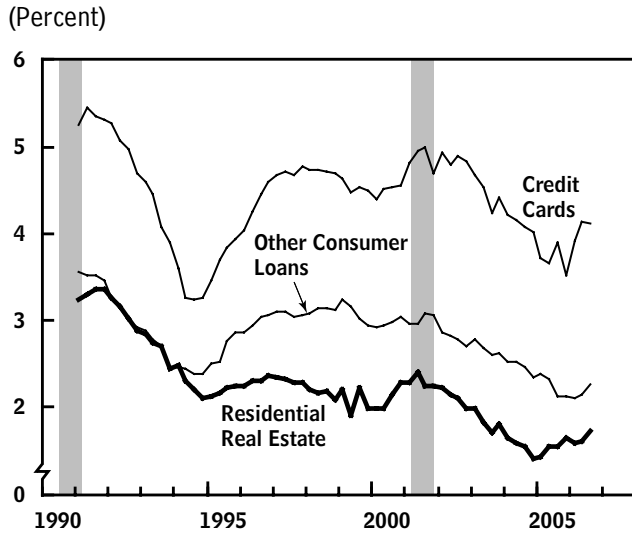 (Percent)
6
5
4
3
2
0
Credit
Cards
Other Consumer
Loans
Residential
Real Estate
1990
1995
2000
2005